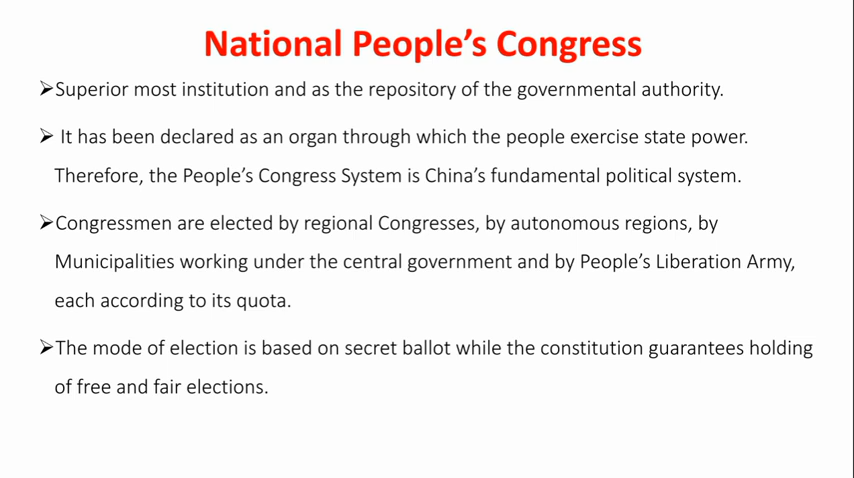 National People's Congress
➢Superior most institution and as the repository of the governmental authority.
➢ It has been declared as an organ through which the people exercise state power.
Therefore, the People's Congress System is China's fundamental political system.
➢Congressmen are elected by regional Congresses, by autonomous regions, by
Municipalities working under the central government and by People's Liberation Army,
each according to its quota.
➢The mode of election is based on secret ballot while the constitution guarantees holding
of free and fair elections.